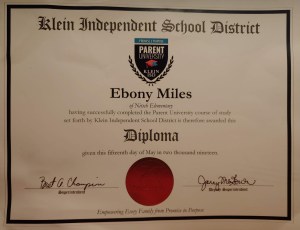 Klein Independent School District
PARENT
UNIVERSITY
KLEIN
Ebony Miles
of Nitsch Elementary
having successfully completed the Parent University course of study
set forth by Klein Independent School District is therefore awarded this
Diploma
given this fifteenth day of May in two thousand nineteen
Superintendent
Empowering Every Family from Promise to Purpose